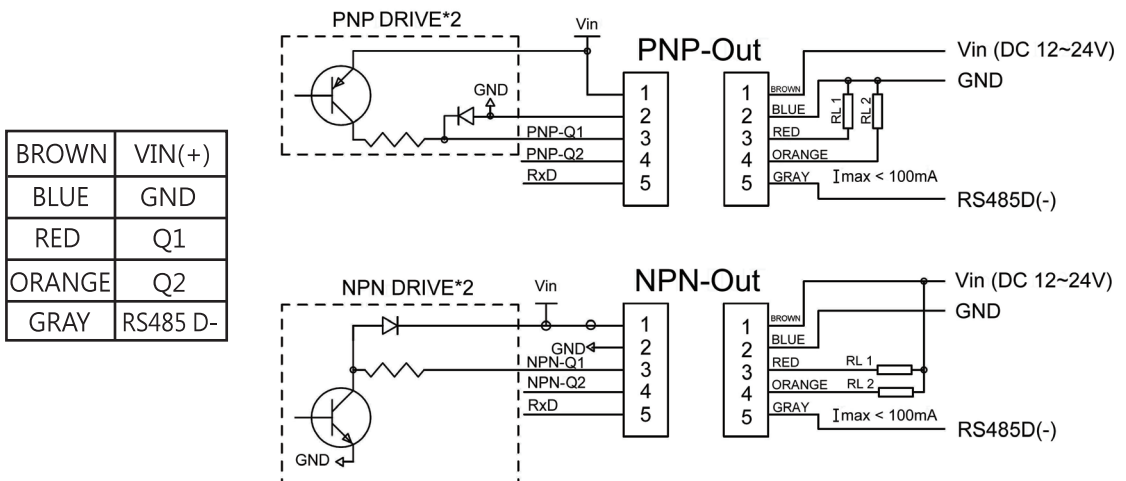 BROWN VIN(+)
BLUE GND
RED Q1
ORANGE Q2
GRAY RS485 D-
PNP DRIVE*2
Vin
GND
PNP-Q1
PNP-Q2
RxD
PNP-Out
1
2
3
4
5
1
2
3
4
5
BROWN
BLUE
RED
ORANGE
GRAY
RL 1
RL 2
Imax < 100mA
Vin (DC 12~24V)
GND
RS485D(-)
NPN DRIVE*2
Vin
GND
NPN-Q1
NPN-Q2
RxD
GND
NPN-Out
1
2
3
4
5
1
2
3
4
5
BROWN
BLUE
RED
ORANGE
GRAY
RL 1
RL 2
Imax < 100mA
Vin (DC 12~24V)
GND
RS485D(-)